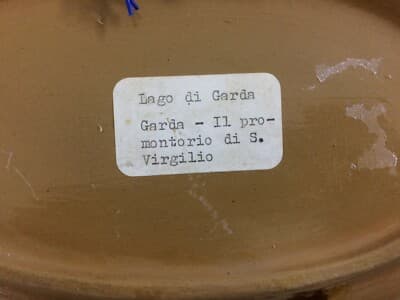 Lago di Garda
Garda - Il pro-
montorio di S.
Virgilio